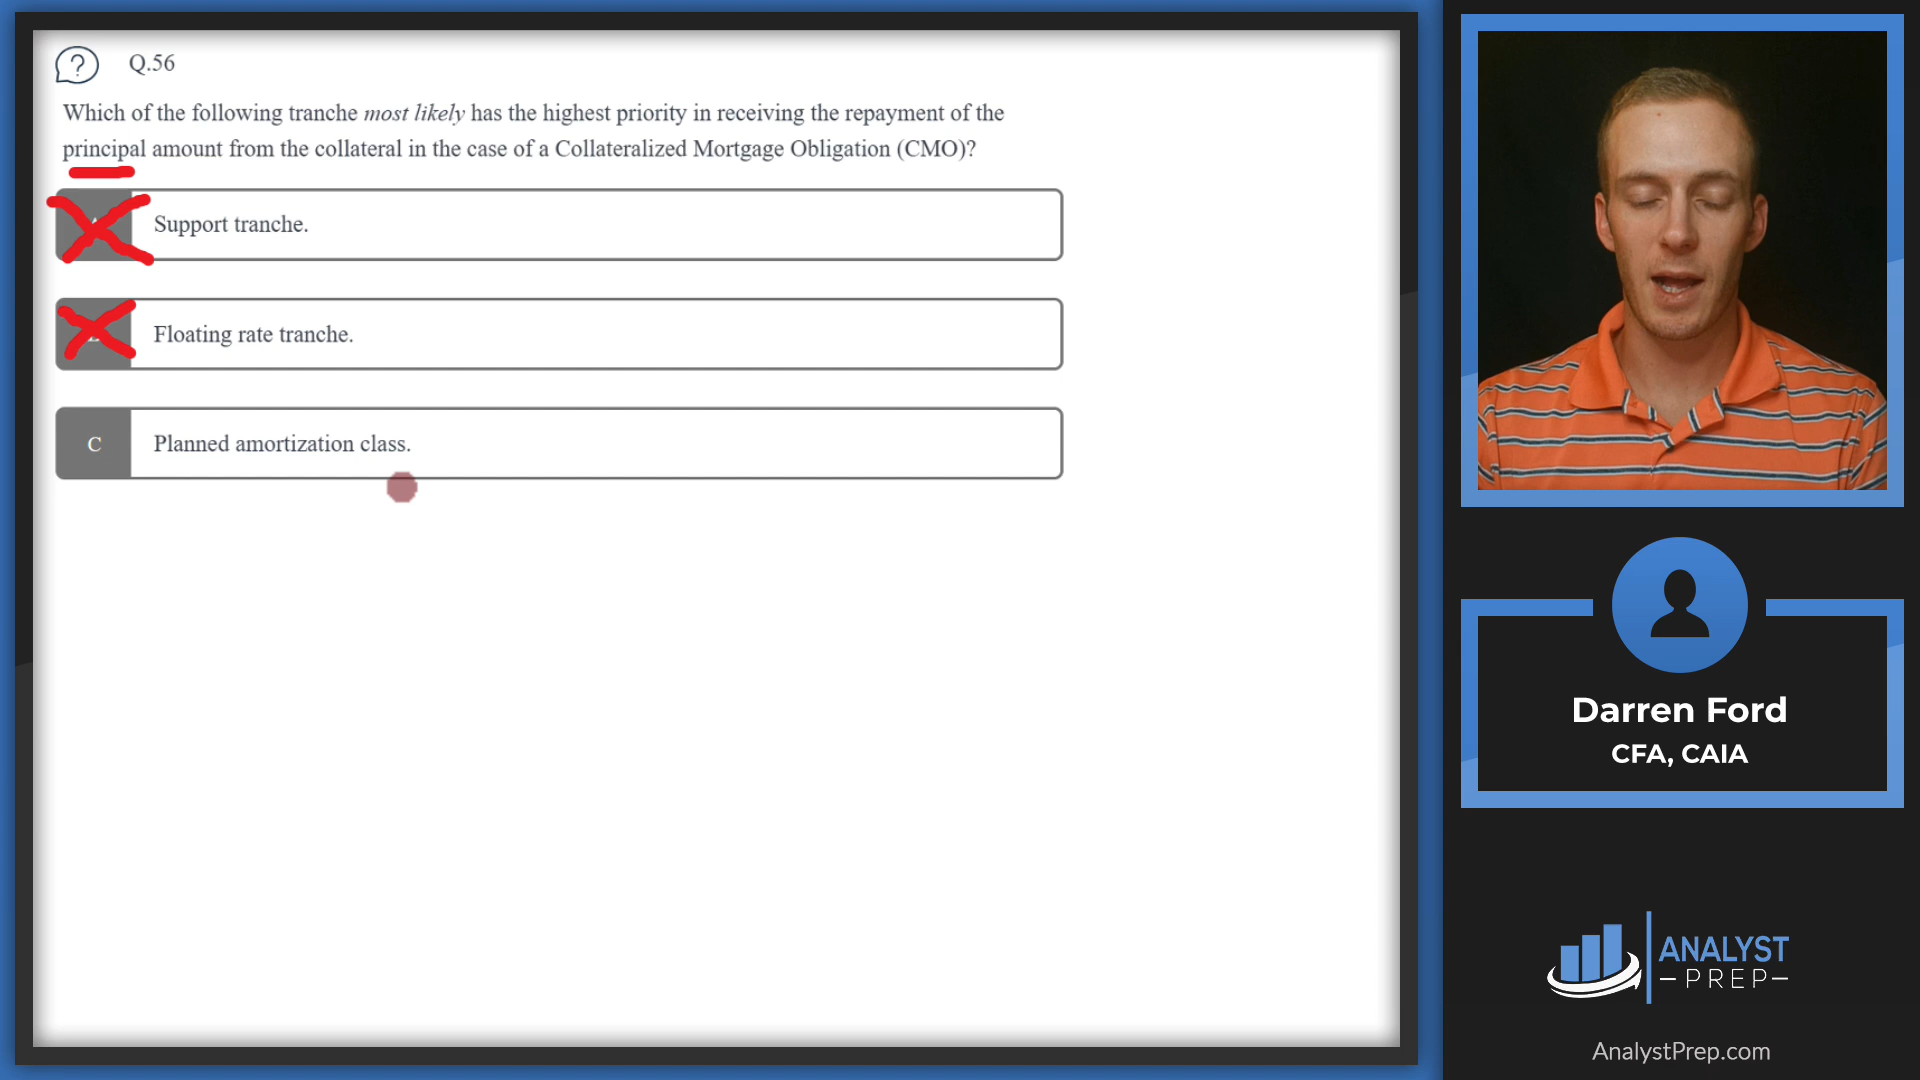 Q.56
Which of the following tranche most likely has the highest priority in receiving the repayment of the
principal amount from the collateral in the case of a Collateralized Mortgage Obligation (CMO)?
Support tranche.
Floating rate tranche.
C Planned amortization class.
Darren Ford
CFA, CAIA
ANALYST
PREP
AnalystPrep.com